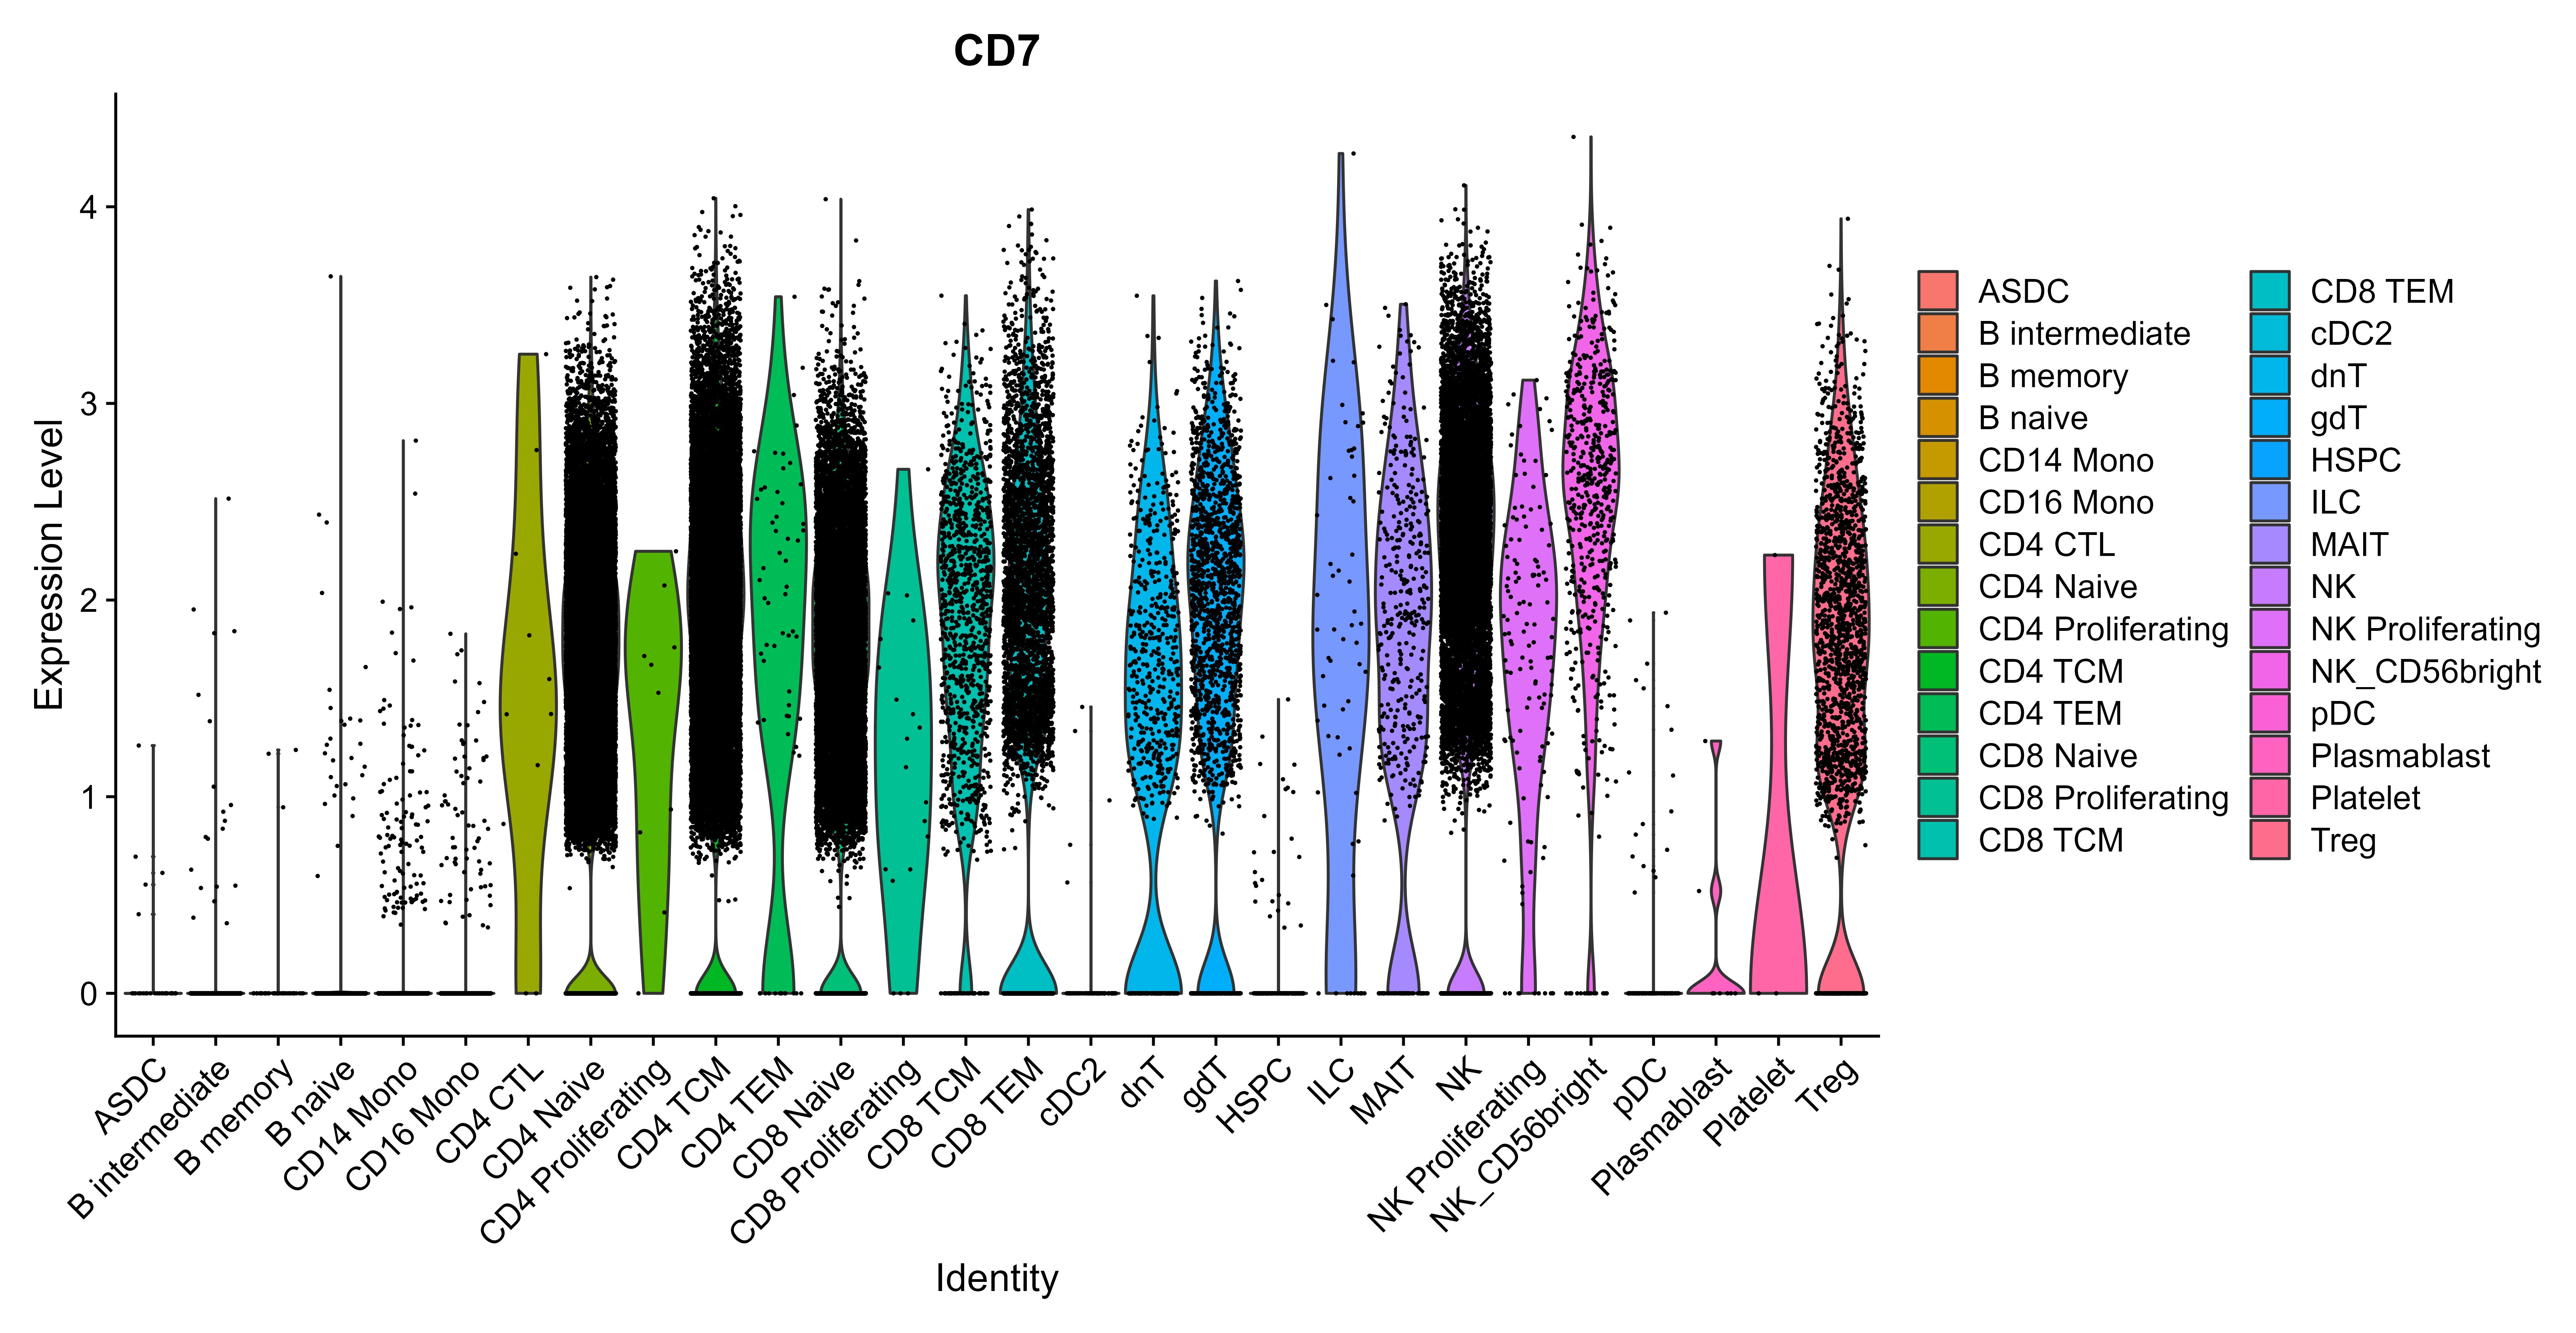 CD7
Expression Level
4
3
2
1
0
ASDC
B intermediate
B memory
B naive
CD14 Mono
CD16 Mono
CD4 CTL
CD4 Naive
CD4 Proliferating
CD4 TCM
CD4 TEM
CD8 Naive
CD8 Proliferating
CD8 TCM
CD8 TEM
cDC2
dnT
gdT
HSPC
ILC
MAIT
NK
NK Proliferating
NK_CD56bright
pDC
Plasmablast
Platelet
Treg
Identity
ASDC
B intermediate
B memory
B naive
CD14 Mono
CD16 Mono
CD4 CTL
CD4 Naive
CD4 Proliferating
CD4 TCM
CD4 TEM
CD8 Naive
CD8 Proliferating
CD8 TCM
CD8 TEM
cDC2
dnT
gdT
HSPC
ILC
MAIT
NK
NK Proliferating
NK_CD56bright
pDC
Plasmablast
Platelet
Treg